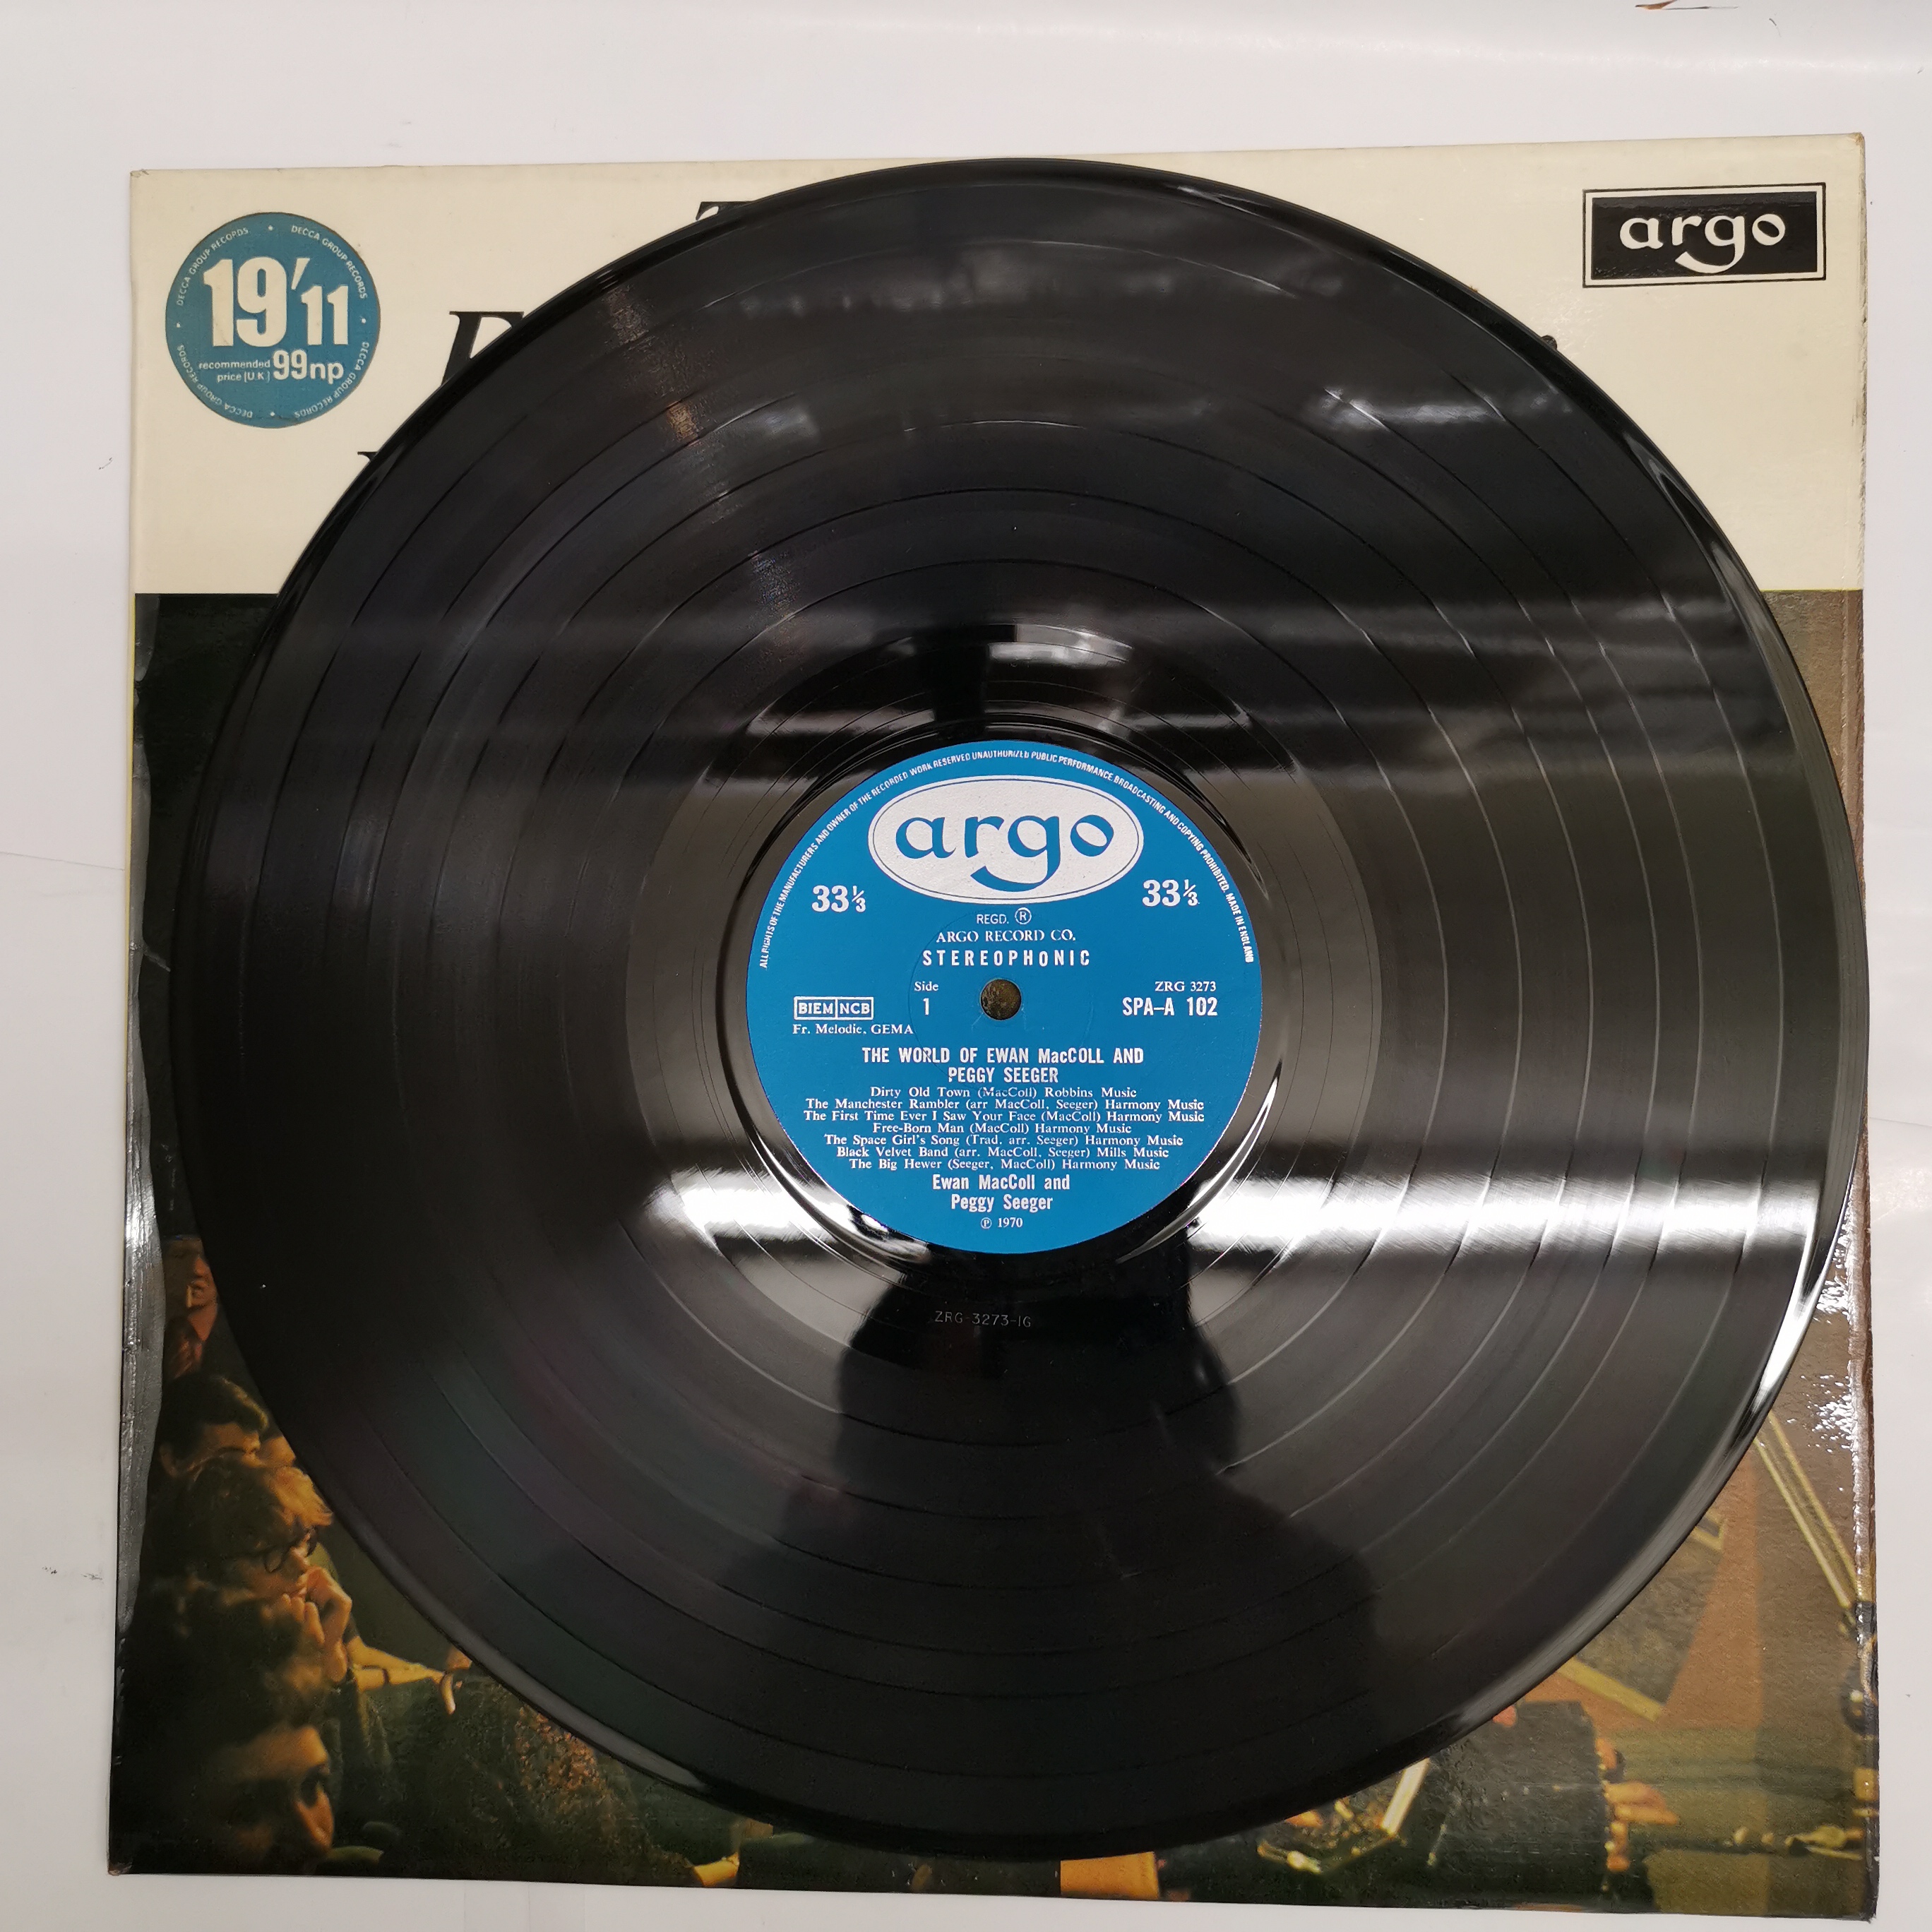 DECCA GROUP RECORDS • DECCA GROUP RECORDS • DECCA GROUP RECORDS • DECCA GROUP RECORDS •
19'11
recommended
price [U.K] 99np
argo
ALL RIGHTS OF THE MANUFACTURERS AND OWNER OF THE RECORDED WORK RESERVED UNAUTHORIZED PUBLIC PERFORMANCE, BROADCASTING AND COPYING PROHIBITED. MADE IN ENGLAND
argo
33⅓ 33⅓
REGD. ®
ARGO RECORD CO.
STEREOPHONIC
Side ZRG 3273
BIEM NCB 1 SPA–A 102
Fr. Melodie, GEMA
THE WORLD OF EWAN MacCOLL AND
PEGGY SEEGER
Dirty Old Town (MacColl) Robbins Music
The Manchester Rambler (arr MacColl, Seeger) Harmony Music
The First Time Ever I Saw Your Face (MacColl) Harmony Music
Free-Born Man (MacColl) Harmony Music
The Space Girl's Song (Trad. arr. Seeger) Harmony Music
Black Velvet Band (arr. MacColl, Seeger) Mills Music
The Big Hewer (Seeger, MacColl) Harmony Music
Ewan MacColl and
Peggy Seeger
℗ 1970
ZRG-3273-1G